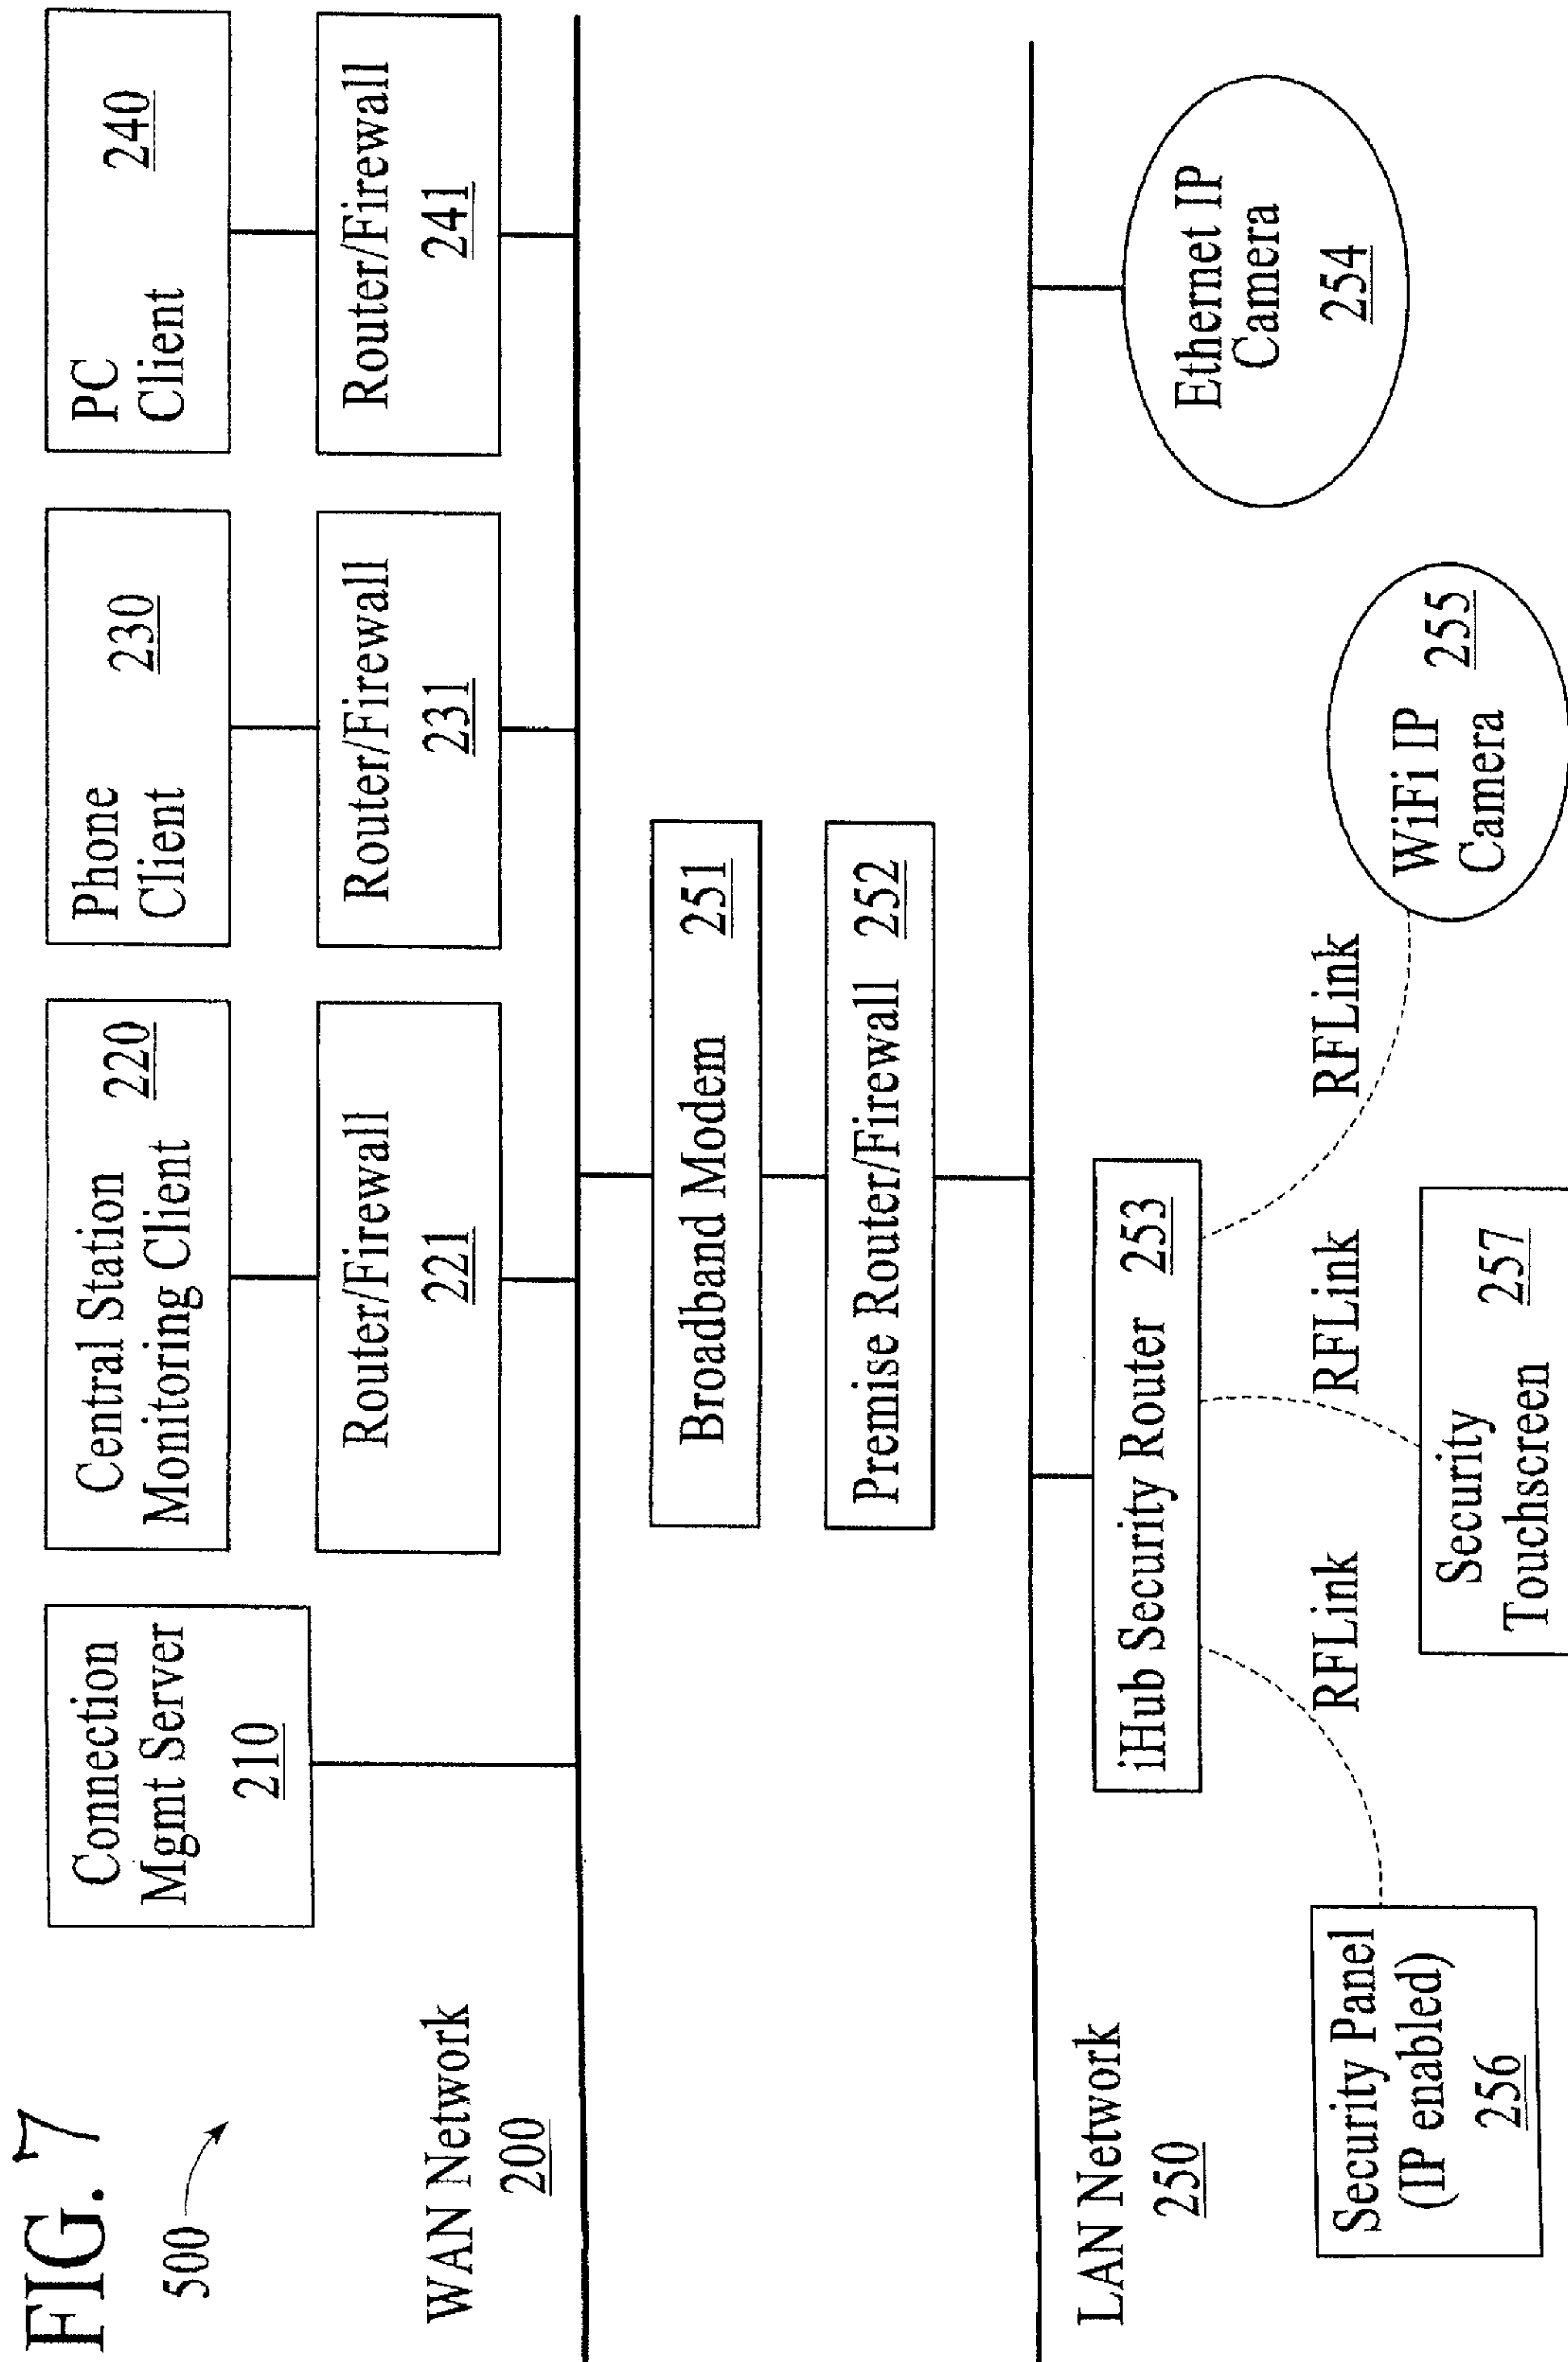 FIG. 7
500
Connection
Mgmt Server
210
Central Station
Monitoring Client
220
Phone
Client
230
PC
Client
240
Router/Firewall
221
Router/Firewall
231
Router/Firewall
241
WAN Network
200
Broadband Modem 251
Premise Router/Firewall 252
LAN Network
250
iHub Security Router 253
Ethernet IP
Camera
254
RFLink
RFLink
RFLink
Security Panel
(IP enabled)
256
Security
Touchscreen
257
WiFi IP
Camera
255